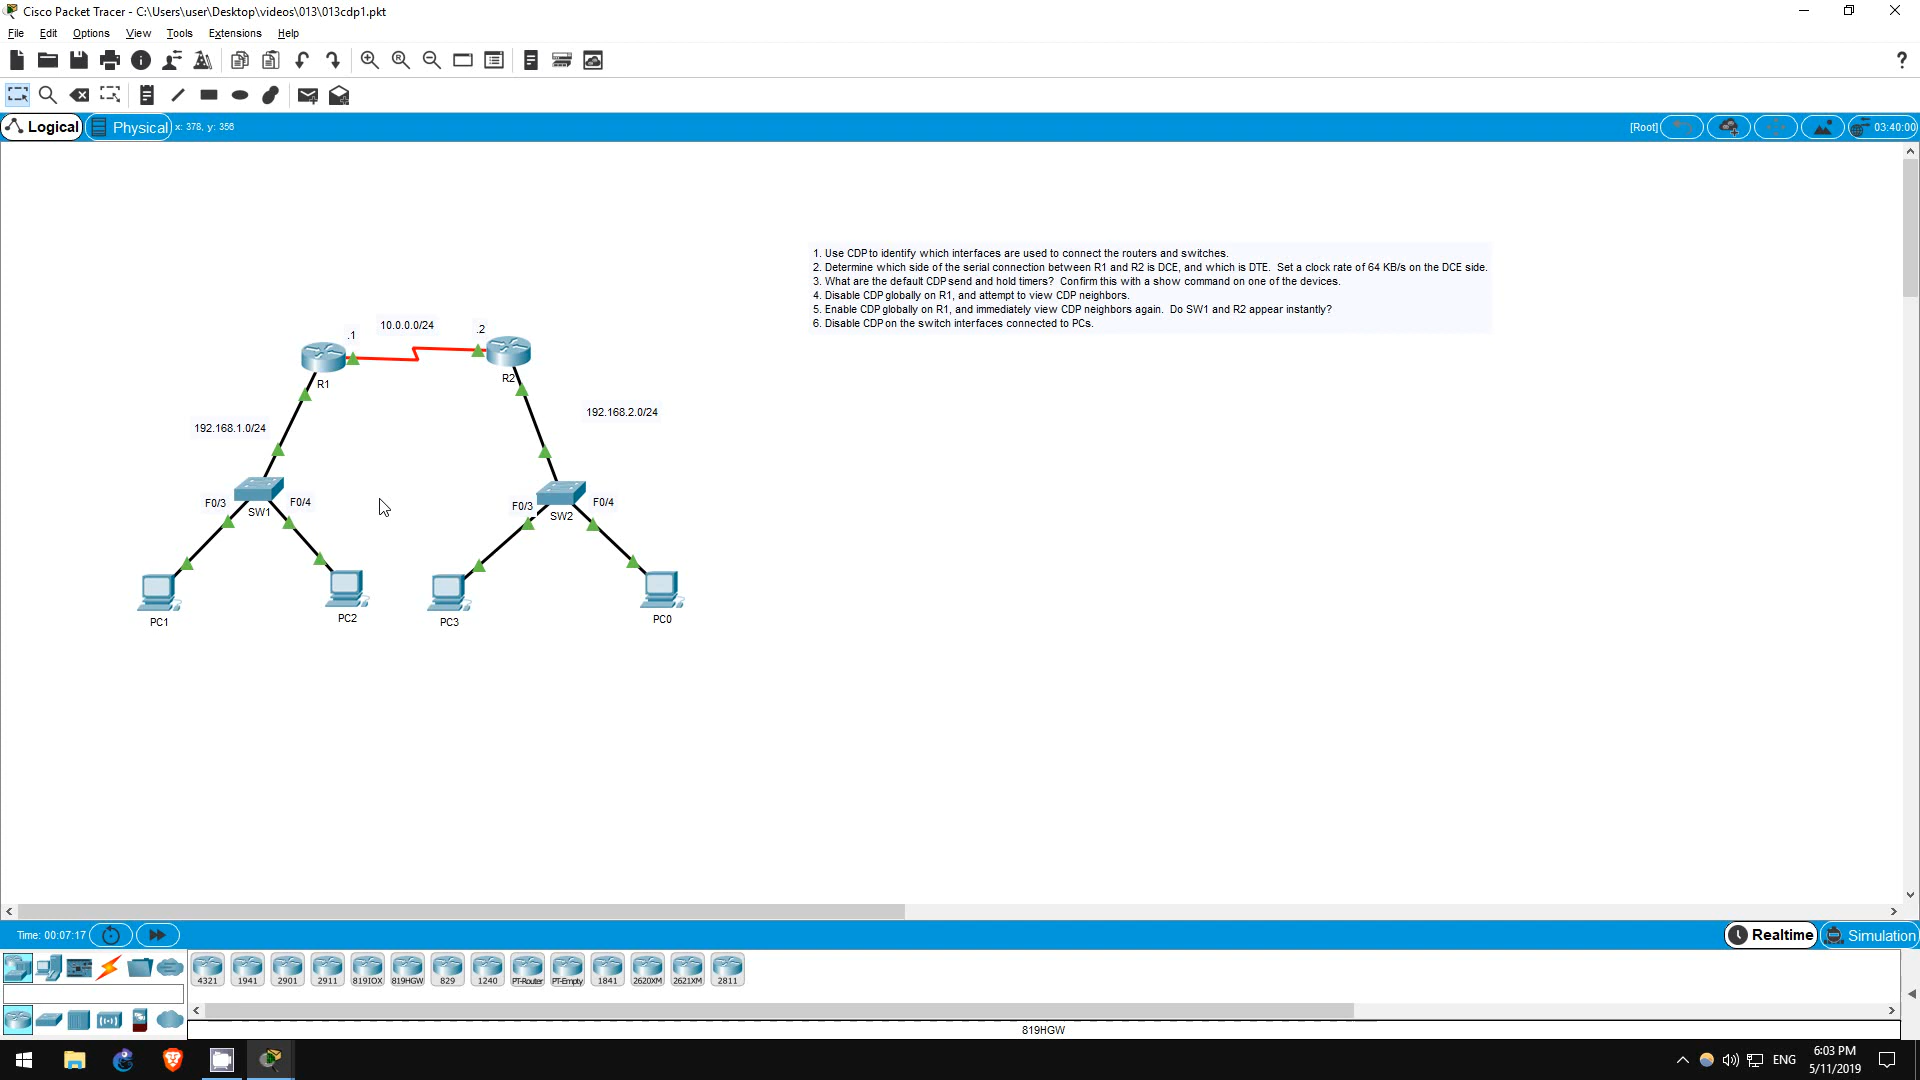 Cisco Packet Tracer - C:\Users\user\Desktop\videos\013\013cdp1.pkt
File Edit Options View Tools Extensions Help
?
Logical Physical x: 378, y: 356 [Root] 03:40:00
1. Use CDP to identify which interfaces are used to connect the routers and switches.
2. Determine which side of the serial connection between R1 and R2 is DCE, and which is DTE. Set a clock rate of 64 KB/s on the DCE side.
3. What are the default CDP send and hold timers? Confirm this with a show command on one of the devices.
4. Disable CDP globally on R1, and attempt to view CDP neighbors.
5. Enable CDP globally on R1, and immediately view CDP neighbors again. Do SW1 and R2 appear instantly?
6. Disable CDP on the switch interfaces connected to PCs.
.1 10.0.0.0/24 .2
R1 R2
192.168.1.0/24 192.168.2.0/24
F0/3 F0/4 F0/3 F0/4
SW1 SW2
PC1 PC2 PC3 PC0
Time: 00:07:17 Realtime Simulation
4321 1941 2901 2911 819IOX 819HGW 829 1240 PT-Router PT-Empty 1841 2620XM 2621XM 2811
819HGW
ENG 6:03 PM
5/11/2019